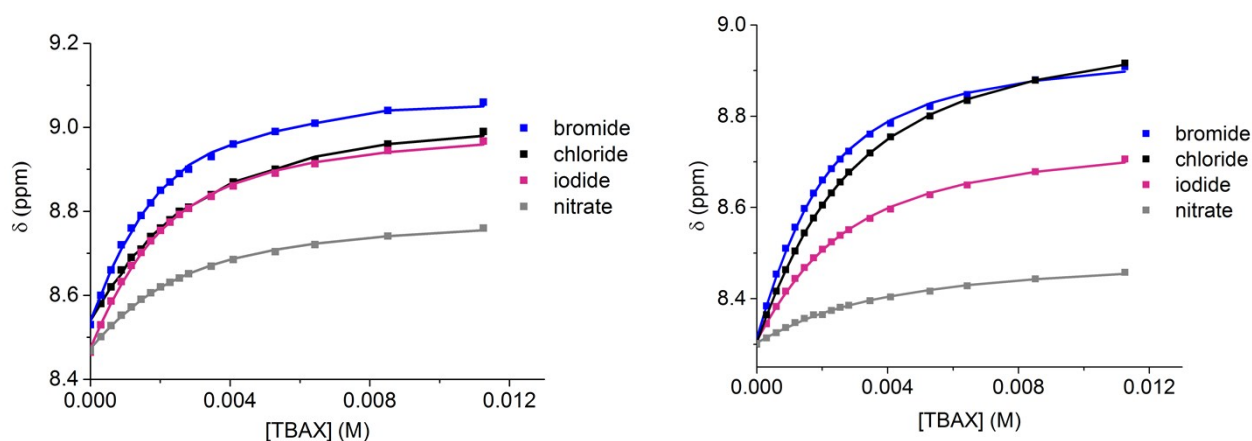 9.2
9.0
8.8
8.6
8.4
δ (ppm)
0.000
0.004
0.008
0.012
[TBAX] (M)
bromide
chloride
iodide
nitrate
9.0
8.8
8.6
8.4
δ (ppm)
0.000
0.004
0.008
0.012
[TBAX] (M)
bromide
chloride
iodide
nitrate